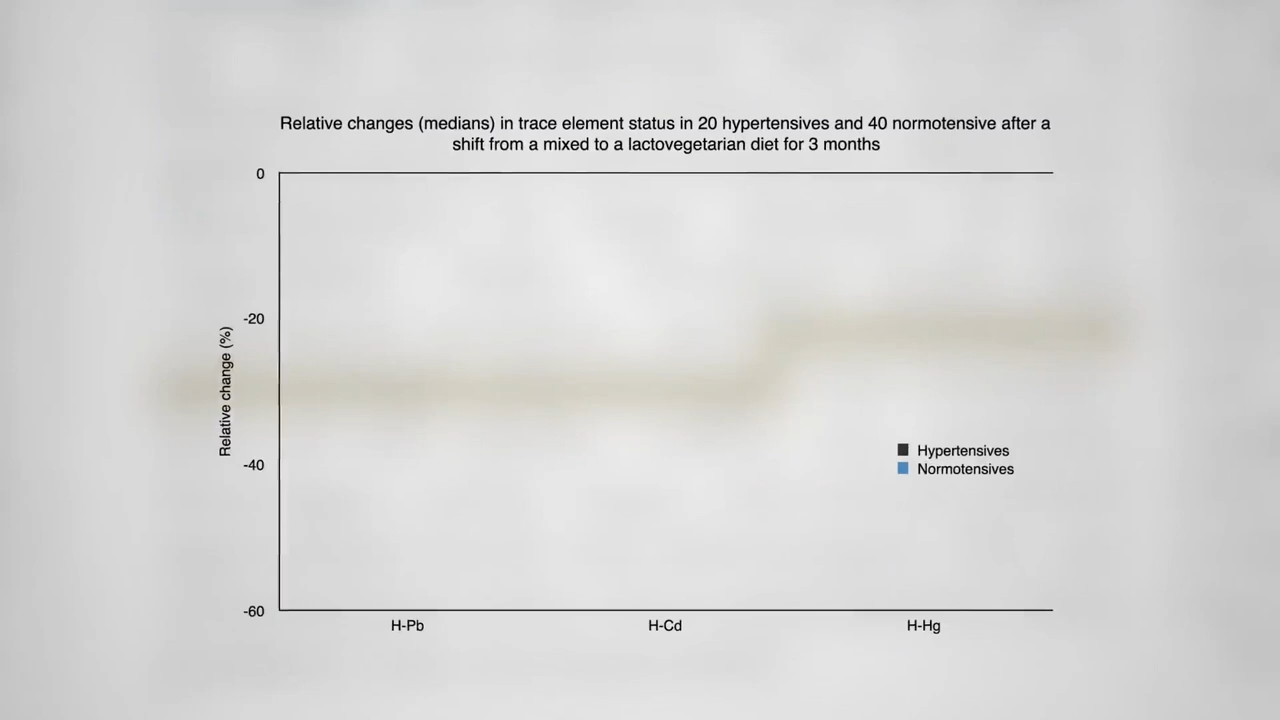 Relative changes (medians) in trace element status in 20 hypertensives and 40 normotensive after a
shift from a mixed to a lactovegetarian diet for 3 months
0
-20
-40
-60
Relative change (%)
Hypertensives
Normotensives
H-Pb
H-Cd
H-Hg